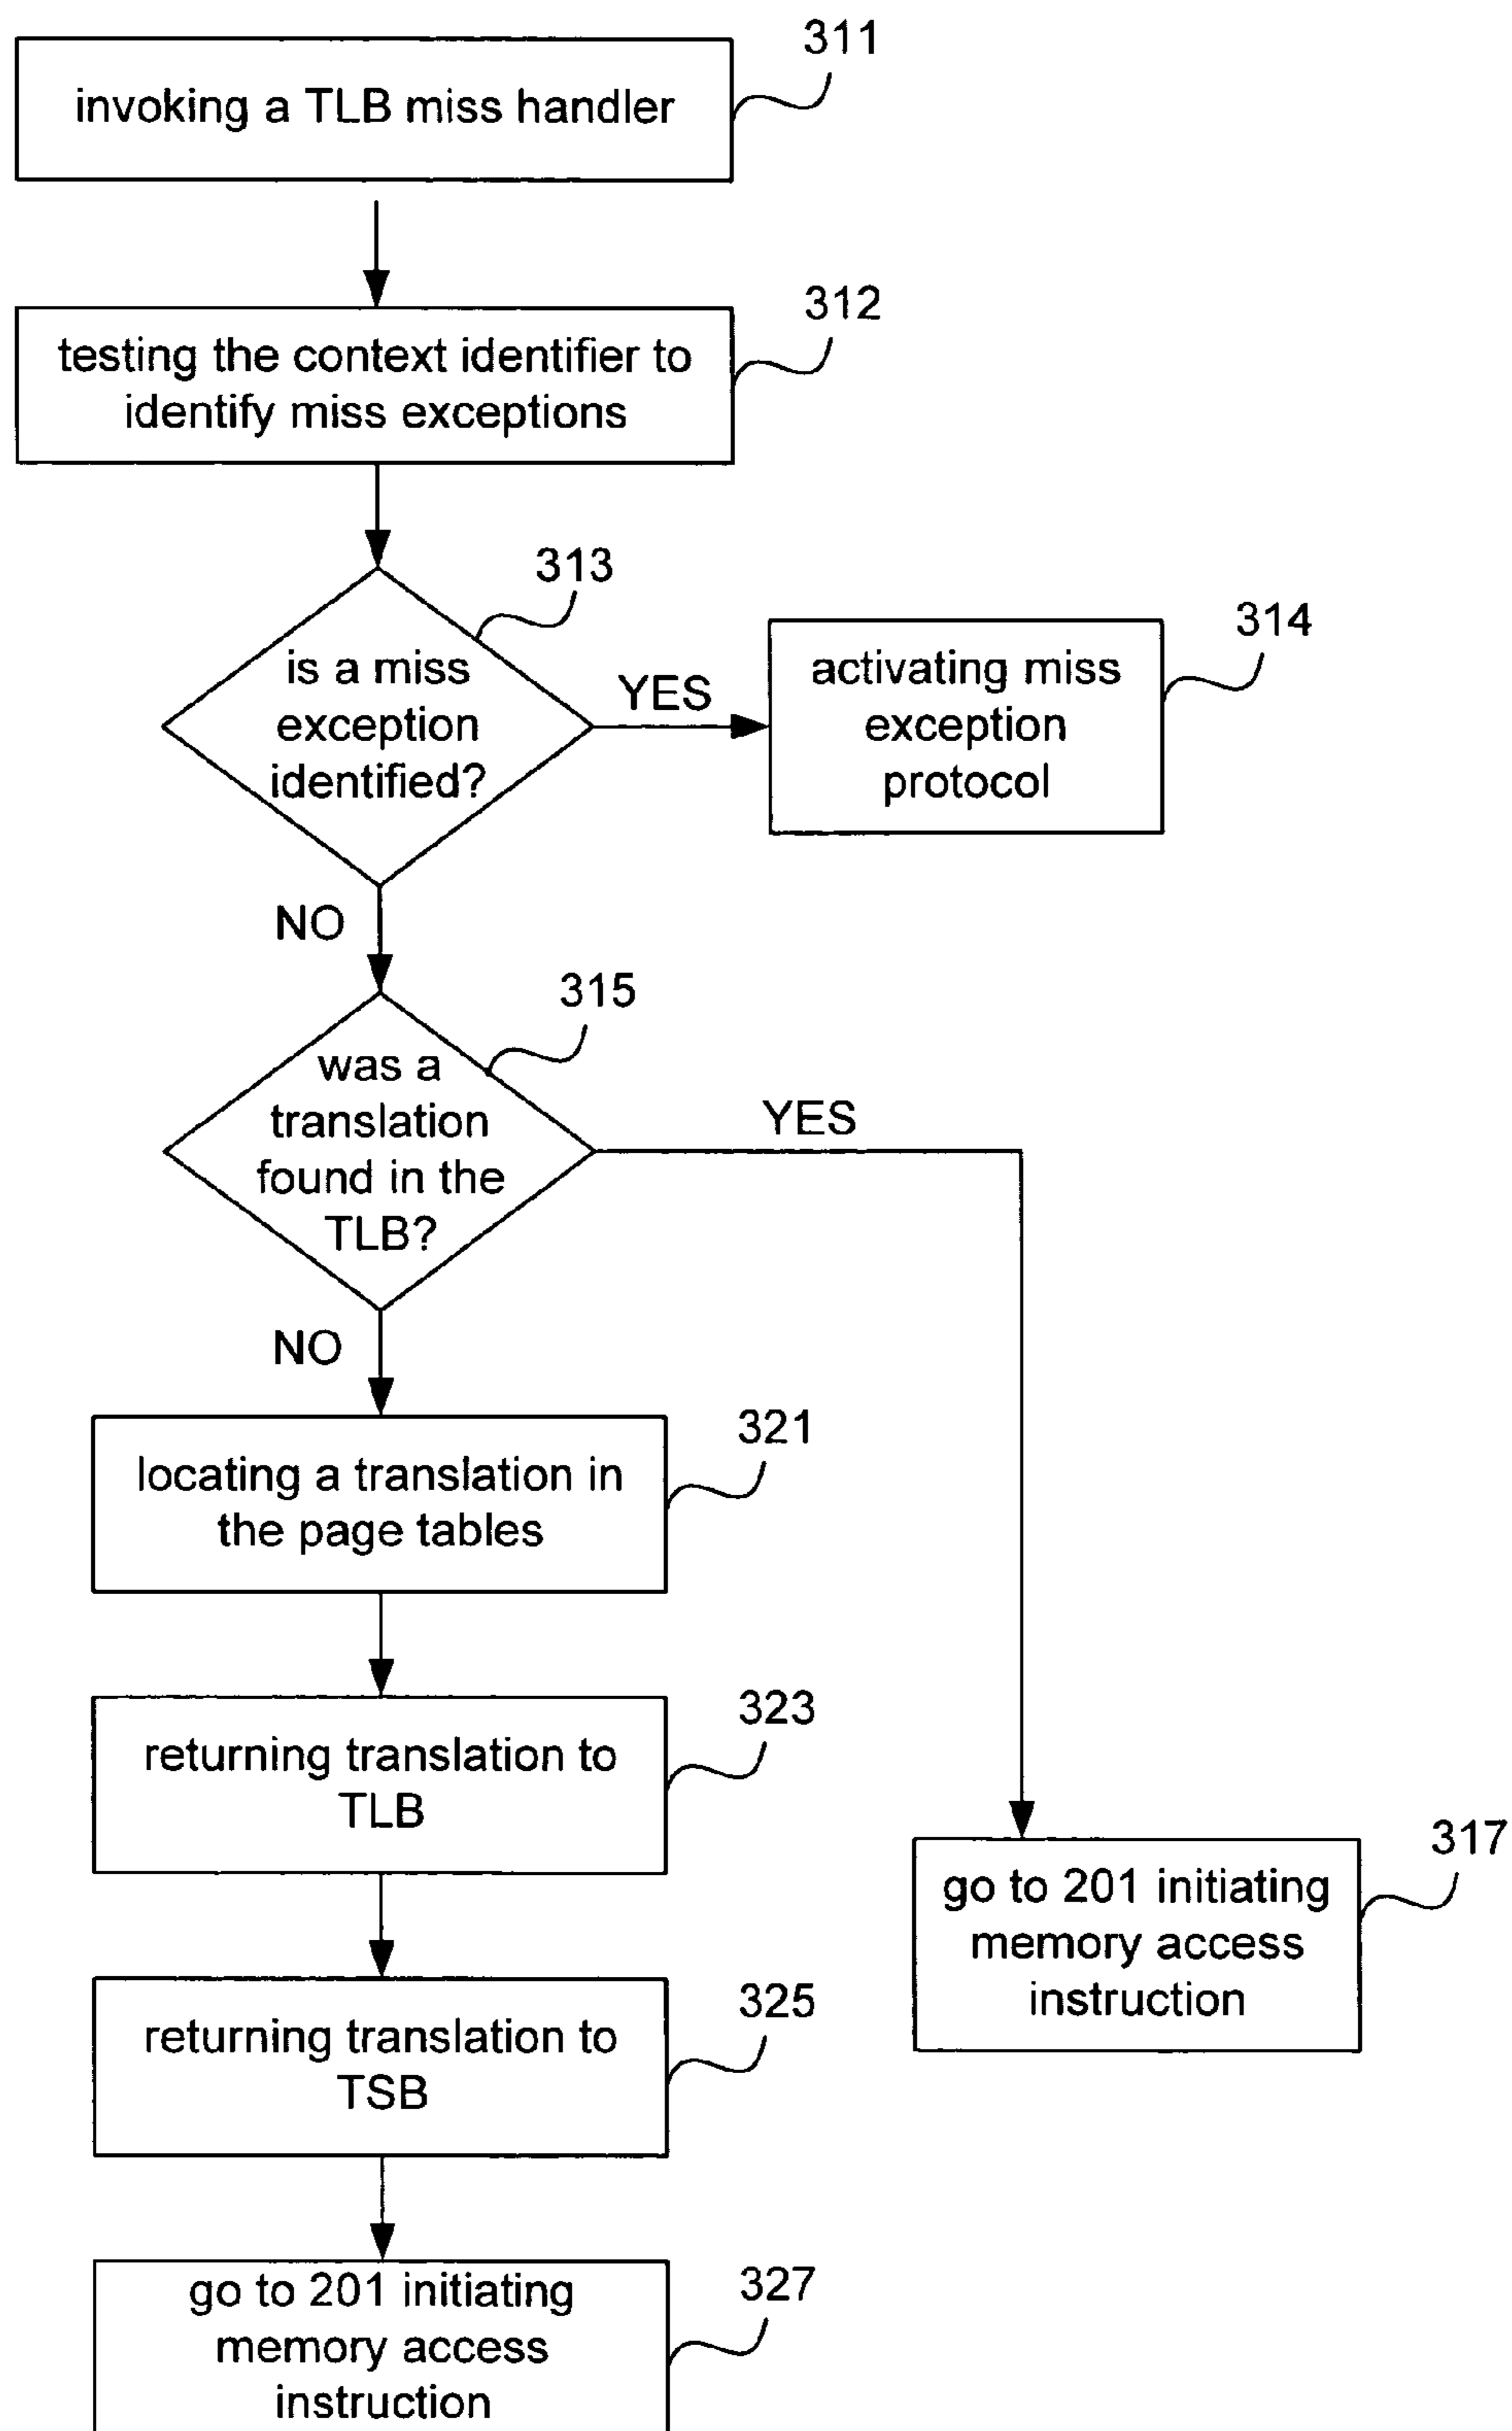 311
invoking a TLB miss handler
312
testing the context identifier to
identify miss exceptions
313
is a miss
exception
identified?
YES
314
activating miss
exception
protocol
NO
315
was a
translation
found in the
TLB?
YES
NO
321
locating a translation in
the page tables
323
returning translation to
TLB
317
go to 201 initiating
memory access
instruction
325
returning translation to
TSB
327
go to 201 initiating
memory access
instruction